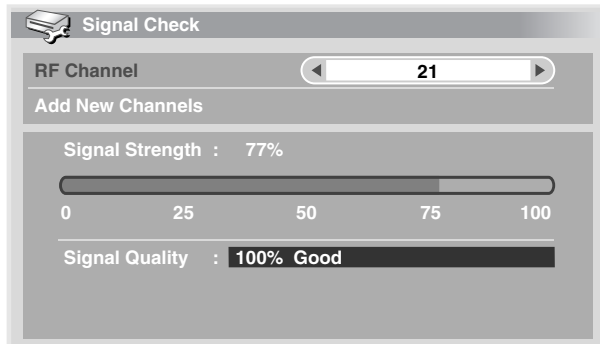 Signal Check
RF Channel 21
Add New Channels
Signal Strength : 77%
0 25 50 75 100
Signal Quality : 100% Good